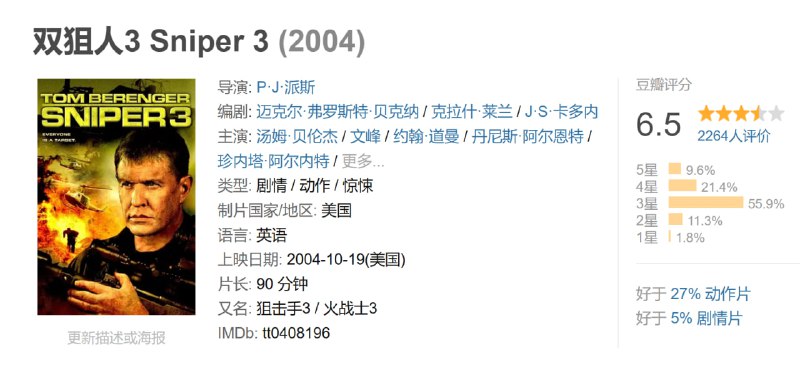 双狙人3 Sniper 3 (2004)
TOM BERENGER
SNIPER 3
EVERYONE
IS A TARGET.
更新描述或海报
导演: P·J·派斯
编剧: 迈克尔·弗罗斯特·贝克纳 / 克拉什·莱兰 / J·S·卡多内
主演: 汤姆·贝伦杰 / 文峰 / 约翰·道曼 / 丹尼斯·阿尔恩特 /
珍内塔·阿尔内特 / 更多...
类型: 剧情 / 动作 / 惊悚
制片国家/地区: 美国
语言: 英语
上映日期: 2004-10-19(美国)
片长: 90 分钟
又名: 狙击手3 / 火战士3
IMDb: tt0408196
豆瓣评分
6.5
2264人评价
5星 9.6%
4星 21.4%
3星 55.9%
2星 11.3%
1星 1.8%
好于 27% 动作片
好于 5% 剧情片